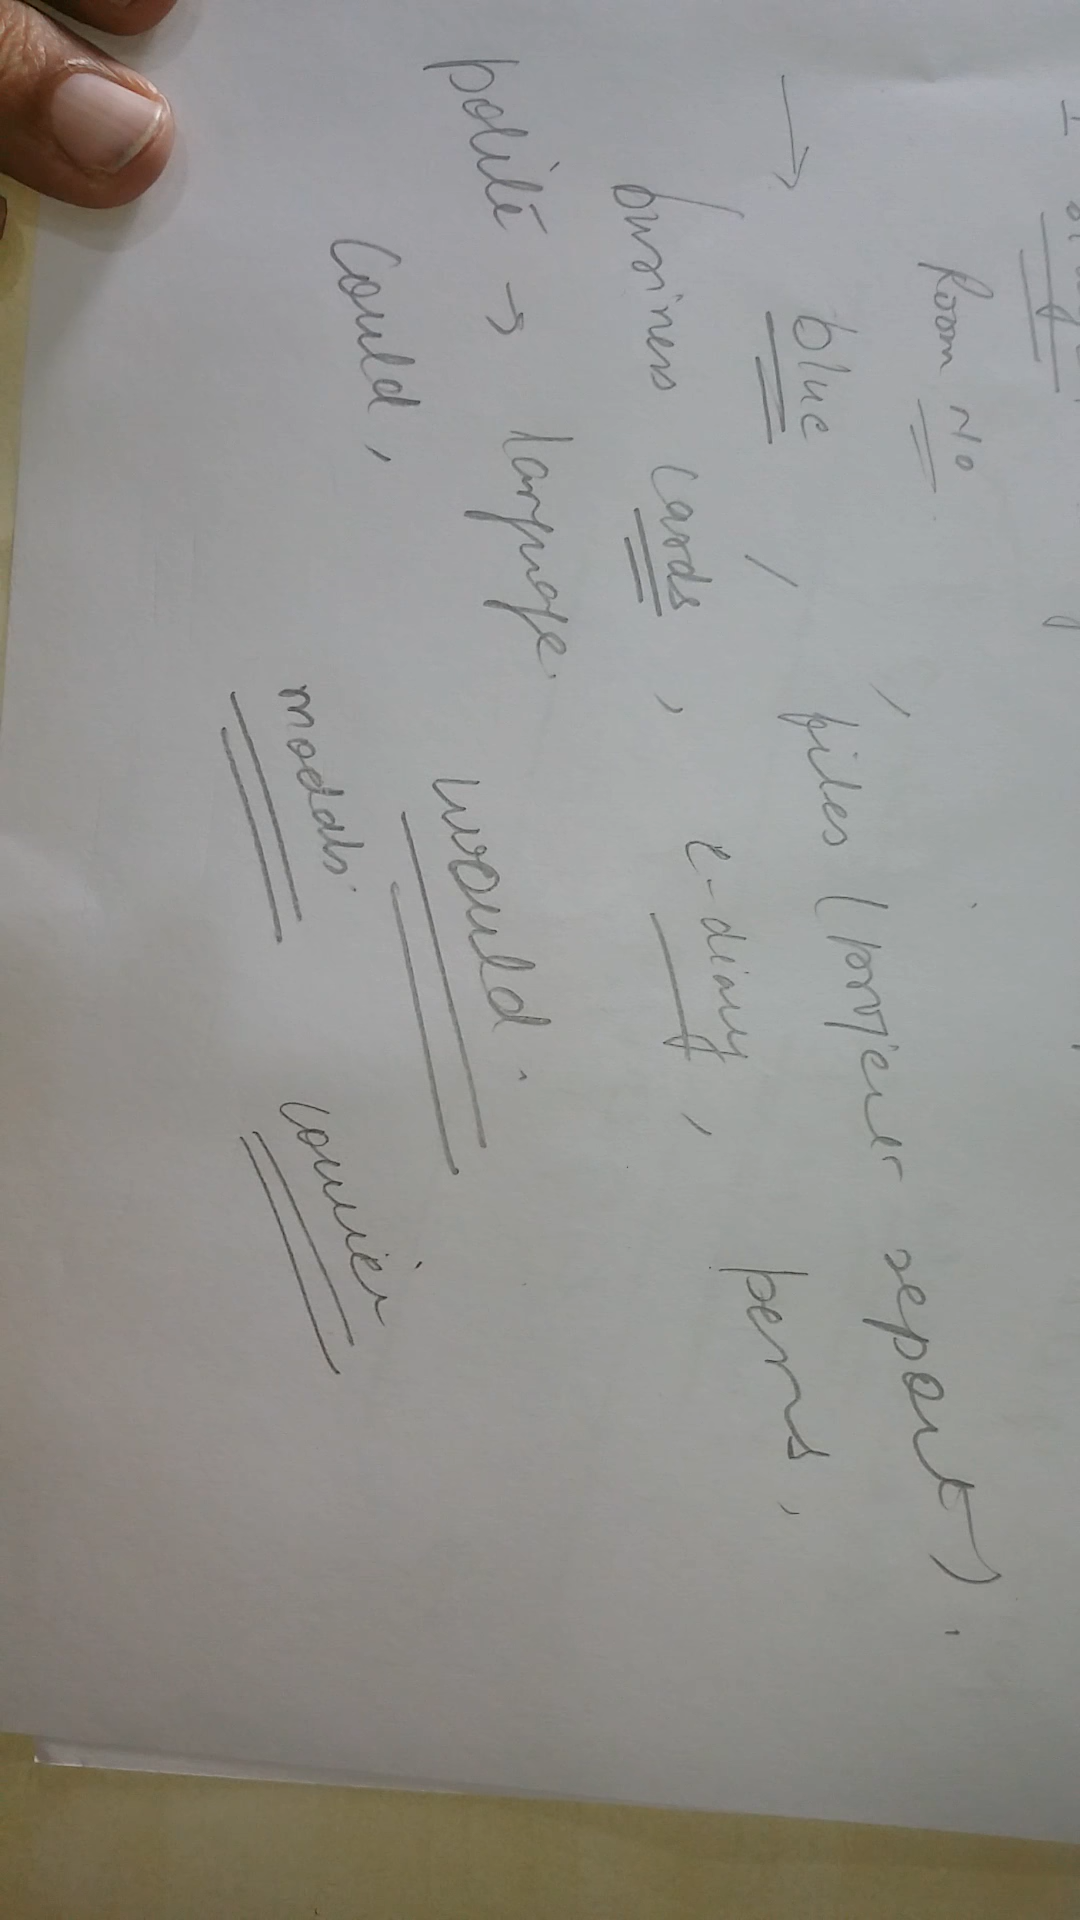 Room No
→ blue, files (project report).
business cards, e-diary, pens,
polite → language.
Could, would.
modals. courier